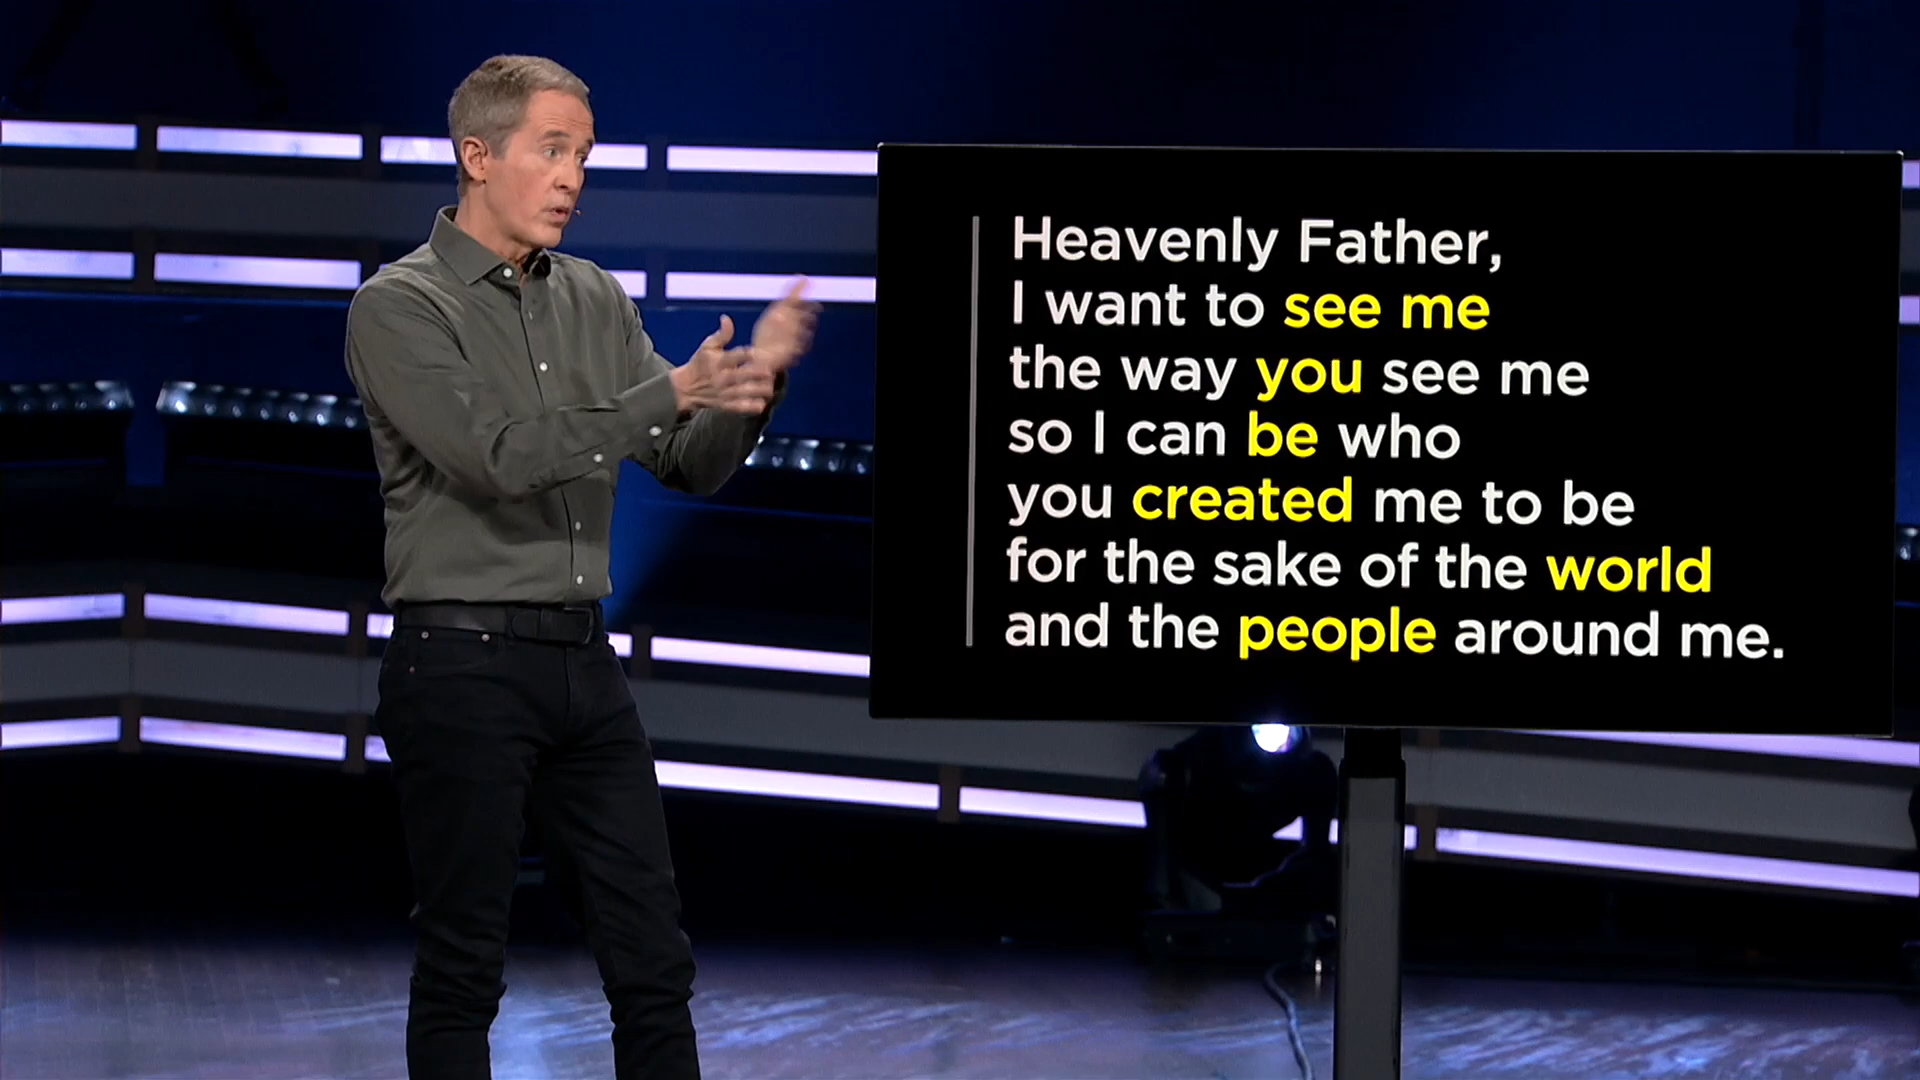 Heavenly Father,
I want to see me
the way you see me
so I can be who
you created me to be
for the sake of the world
and the people around me.